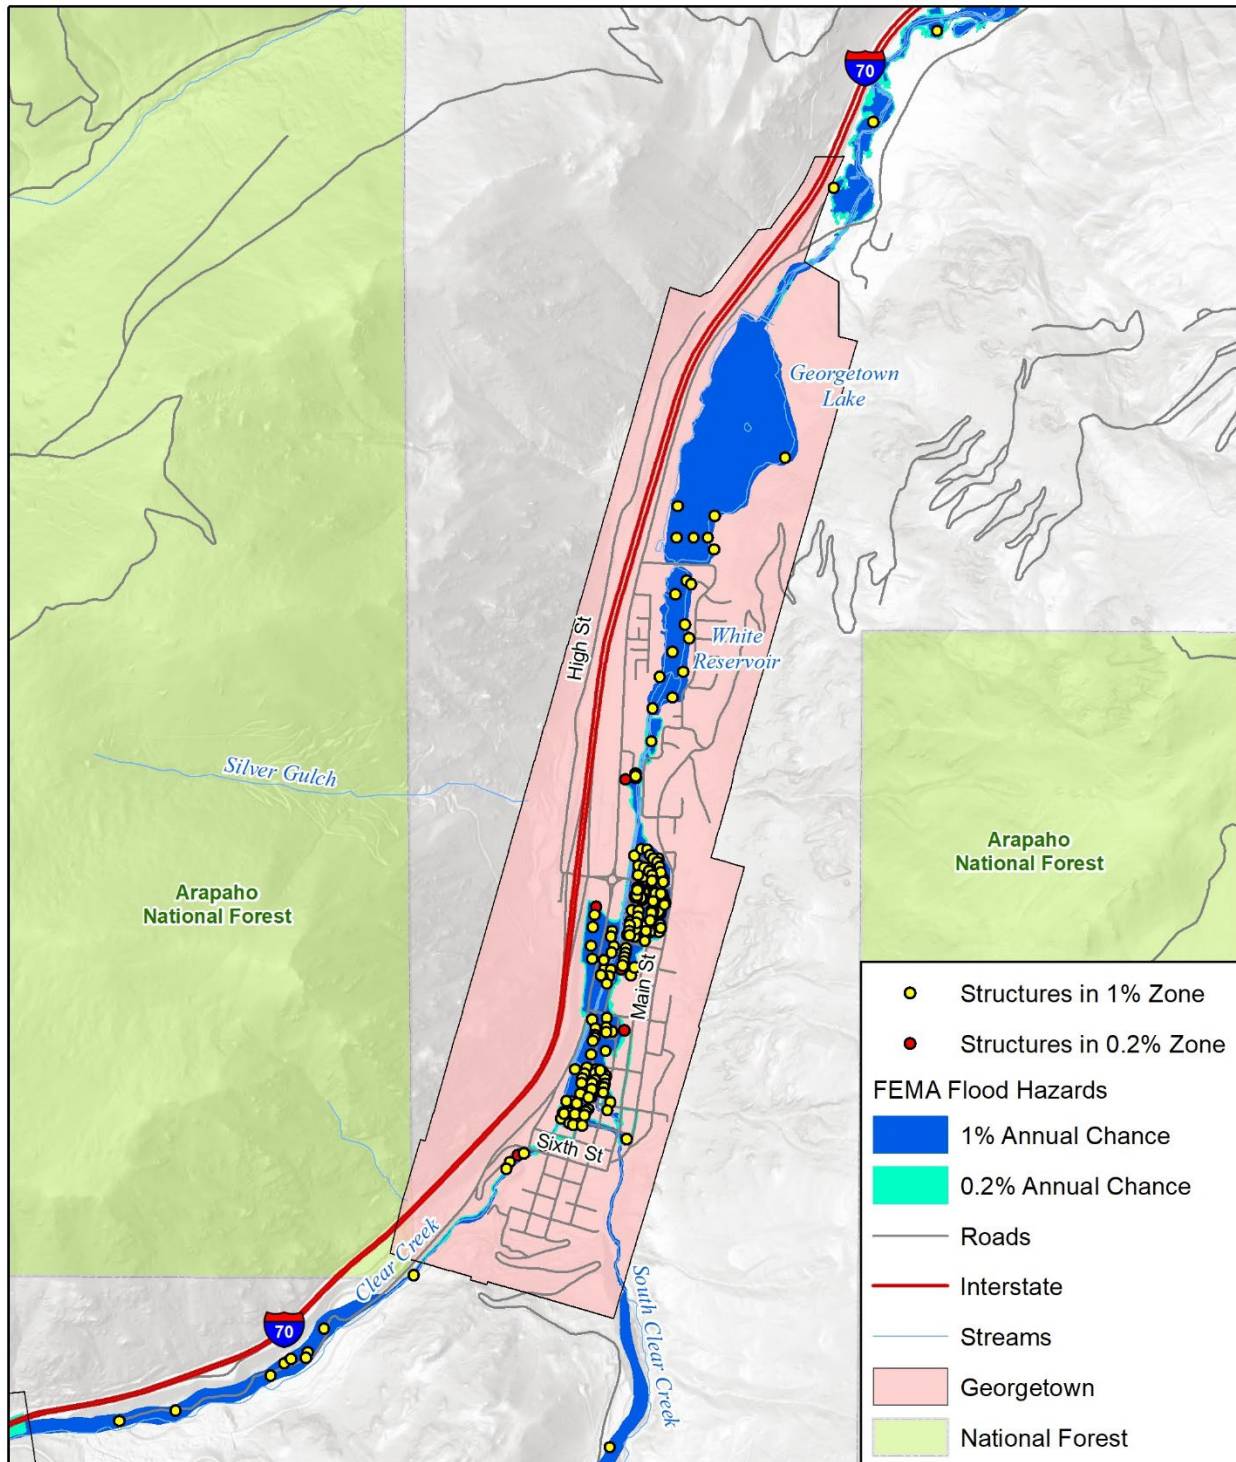 70
Georgetown
Lake
High St
White
Reservoir
Silver Gulch
Arapaho
National Forest
Arapaho
National Forest
Main St
Sixth St
Clear Creek
South Clear Creek
70
Structures in 1% Zone
Structures in 0.2% Zone
FEMA Flood Hazards
1% Annual Chance
0.2% Annual Chance
Roads
Interstate
Streams
Georgetown
National Forest